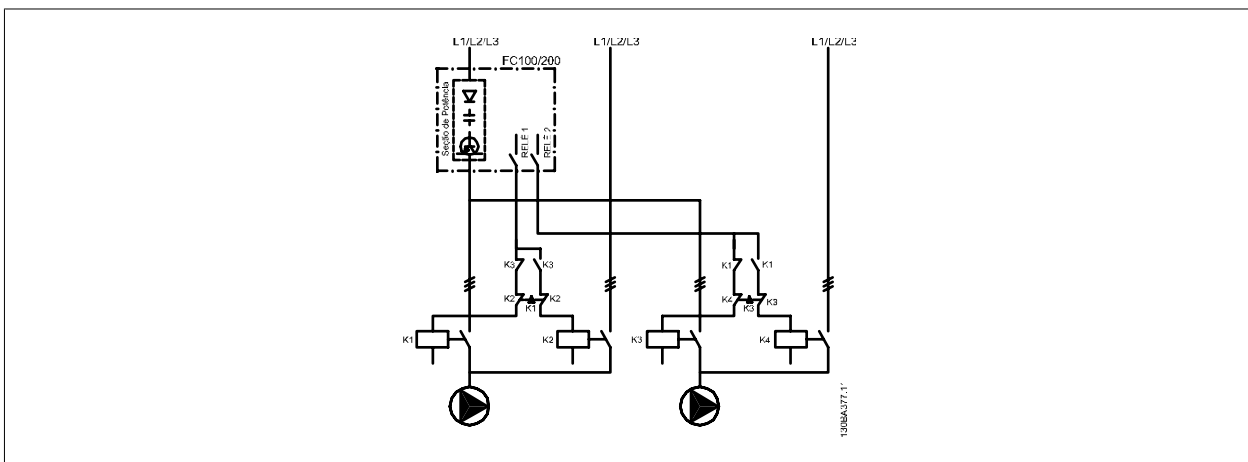 L1/L2/L3
L1/L2/L3
L1/L2/L3
FC100/200
Seção de Potência
RELE 1
RELE 2
K3
K3
K1
K1
K2
K2
K1
K4
K3
K3
K1
K2
K3
K4
130BA377.11